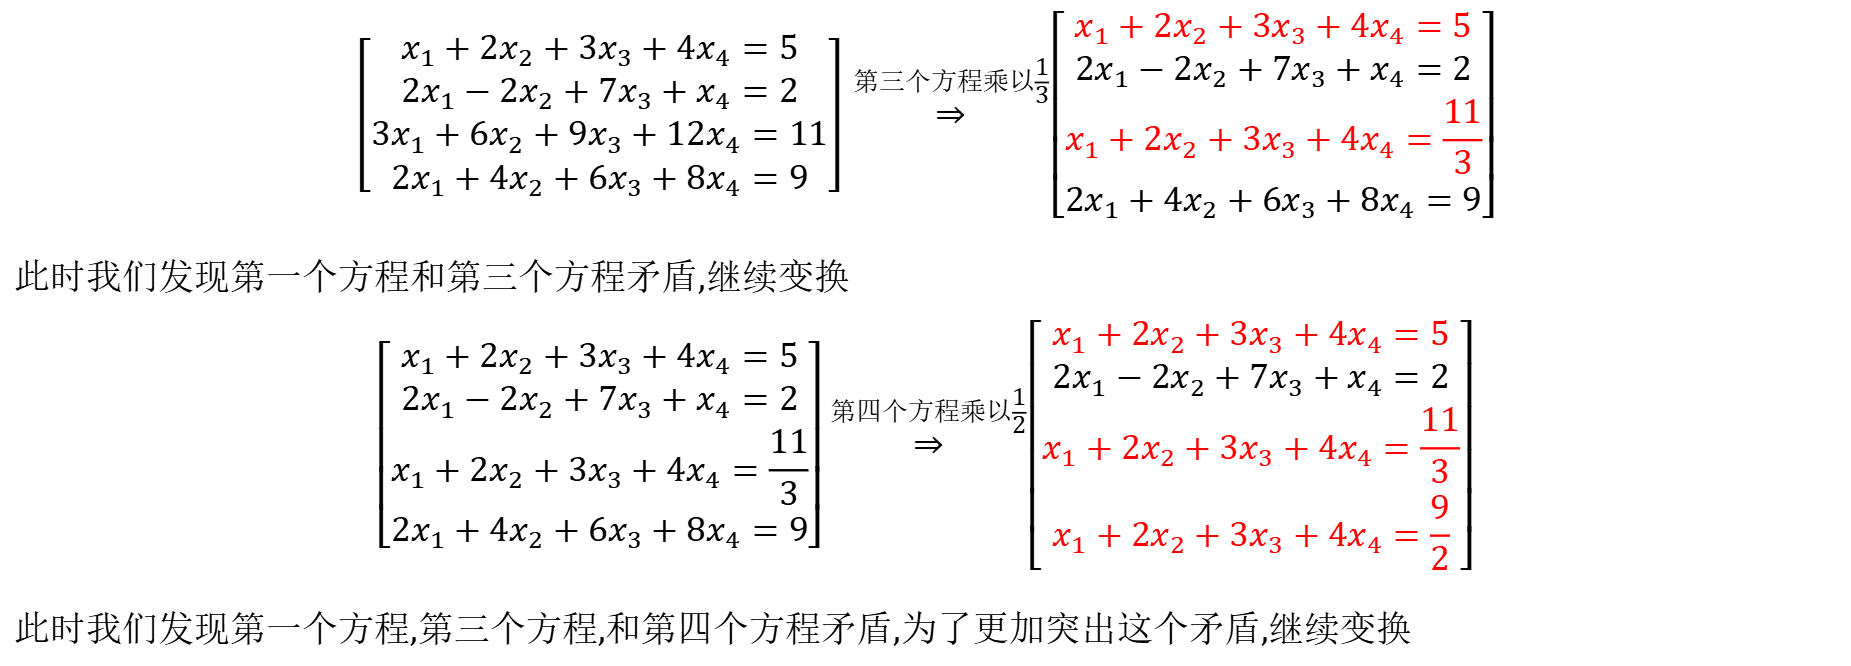 x₁ + 2x₂ + 3x₃ + 4x₄ = 5
2x₁ − 2x₂ + 7x₃ + x₄ = 2
3x₁ + 6x₂ + 9x₃ + 12x₄ = 11
2x₁ + 4x₂ + 6x₃ + 8x₄ = 9
第三个方程乘以1/3
⇒
x₁ + 2x₂ + 3x₃ + 4x₄ = 5
2x₁ − 2x₂ + 7x₃ + x₄ = 2
x₁ + 2x₂ + 3x₃ + 4x₄ = 11/3
2x₁ + 4x₂ + 6x₃ + 8x₄ = 9
此时我们发现第一个方程和第三个方程矛盾,继续变换
x₁ + 2x₂ + 3x₃ + 4x₄ = 5
2x₁ − 2x₂ + 7x₃ + x₄ = 2
x₁ + 2x₂ + 3x₃ + 4x₄ = 11/3
2x₁ + 4x₂ + 6x₃ + 8x₄ = 9
第四个方程乘以1/2
⇒
x₁ + 2x₂ + 3x₃ + 4x₄ = 5
2x₁ − 2x₂ + 7x₃ + x₄ = 2
x₁ + 2x₂ + 3x₃ + 4x₄ = 11/3
x₁ + 2x₂ + 3x₃ + 4x₄ = 9/2
此时我们发现第一个方程,第三个方程,和第四个方程矛盾,为了更加突出这个矛盾,继续变换